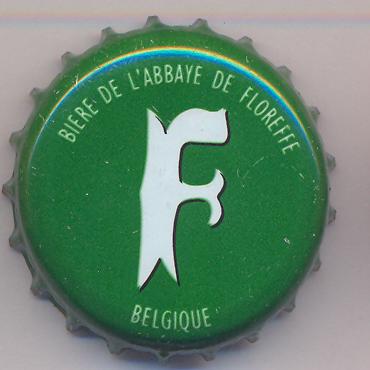 BIERE DE L'ABBAYE DE FLOREFFE
F
BELGIQUE